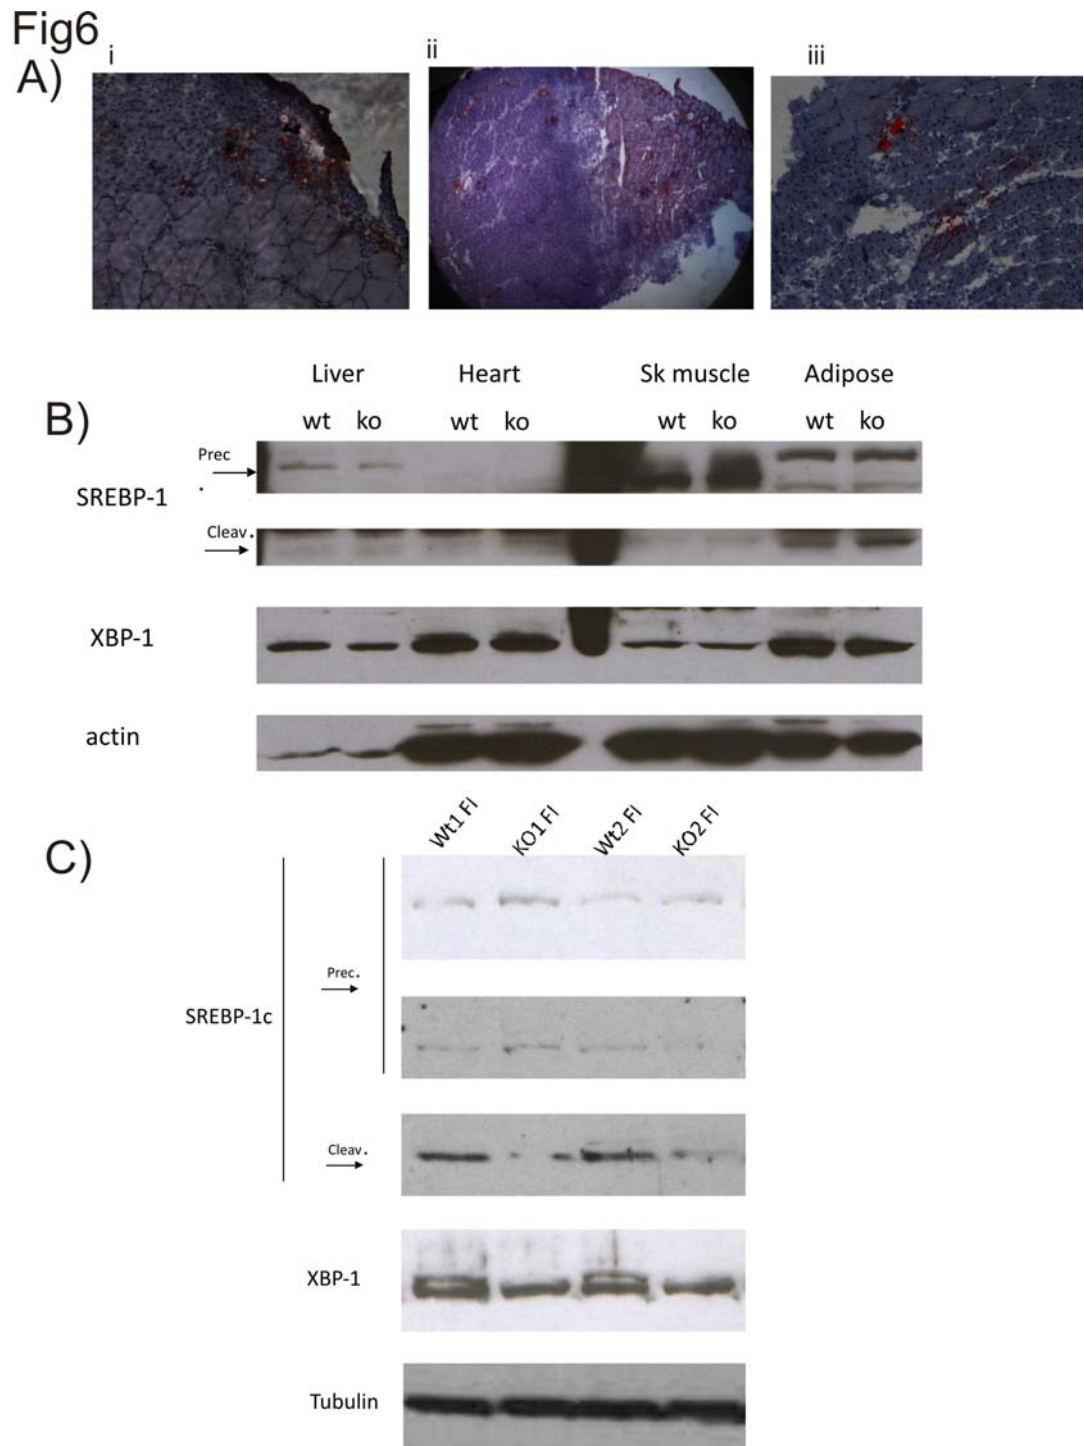 Fig6
A)
i
ii
iii
Liver Heart Sk muscle Adipose
B)
wt ko wt ko wt ko wt ko
Prec
SREBP-1
Cleav.
XBP-1
actin
C)
Wt1 Fl KO1 Fl Wt2 Fl KO2 Fl
Prec.
SREBP-1c
Cleav.
XBP-1
Tubulin